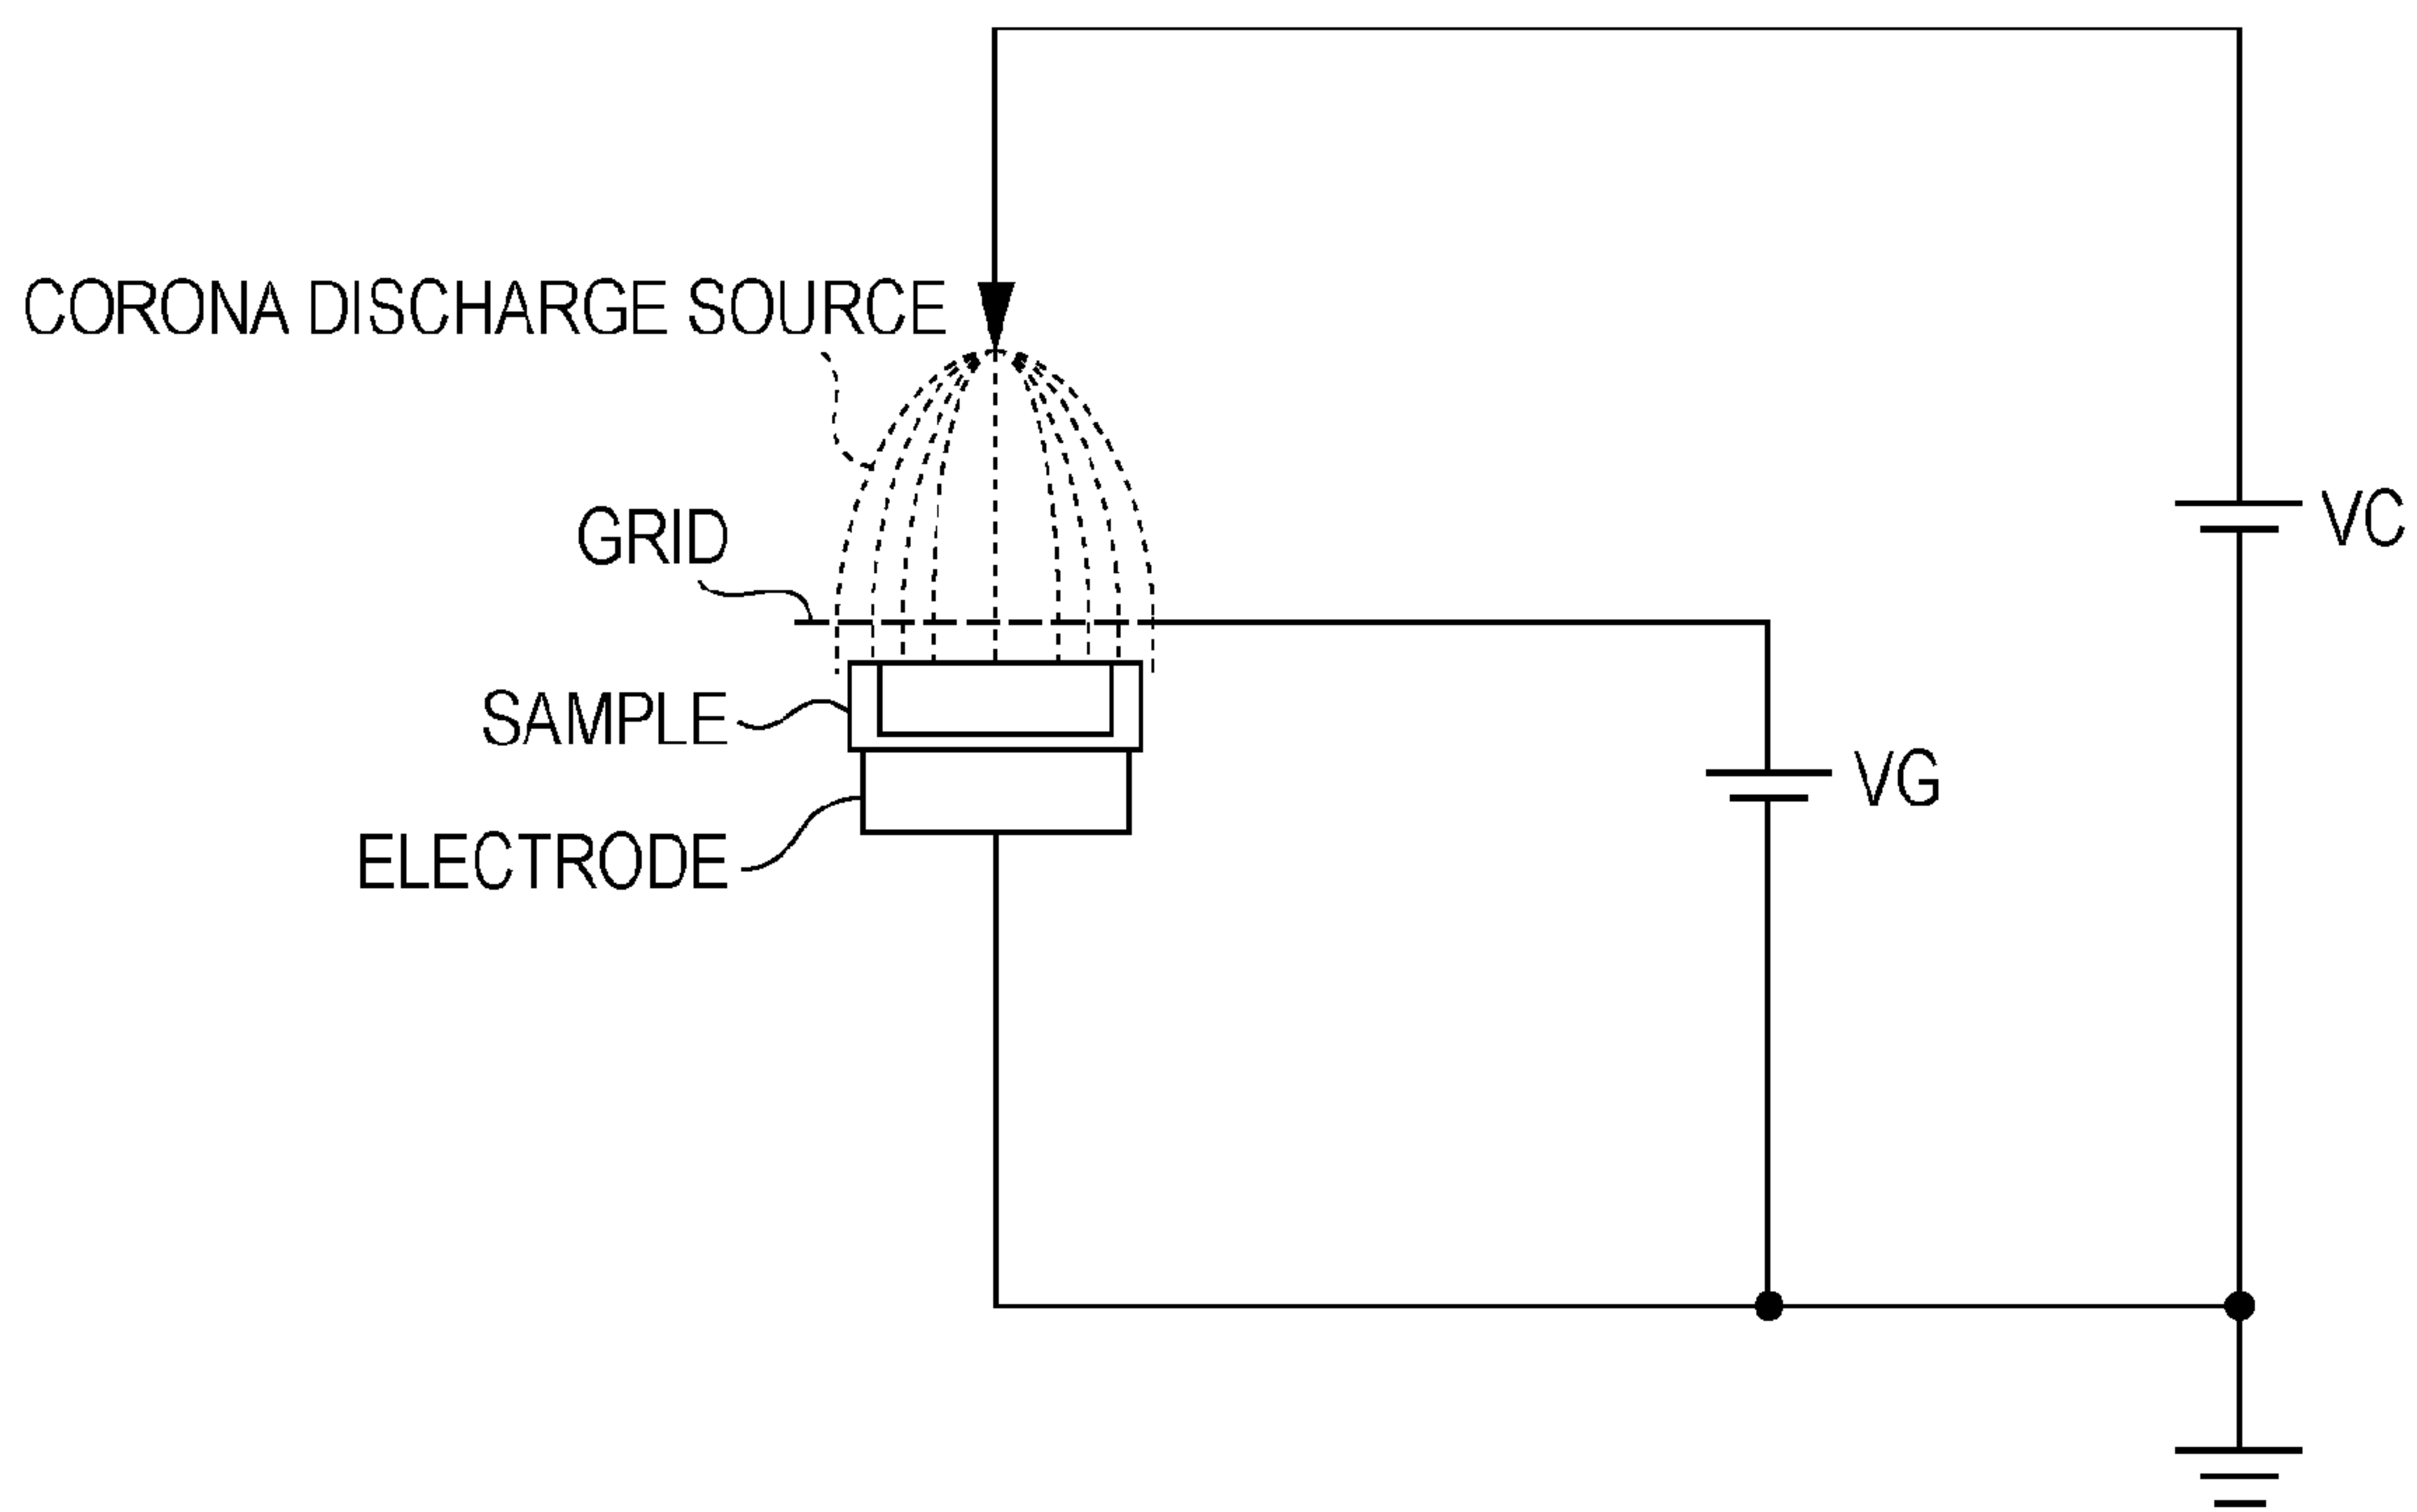 CORONA DISCHARGE SOURCE
GRID
SAMPLE
ELECTRODE
VC
VG